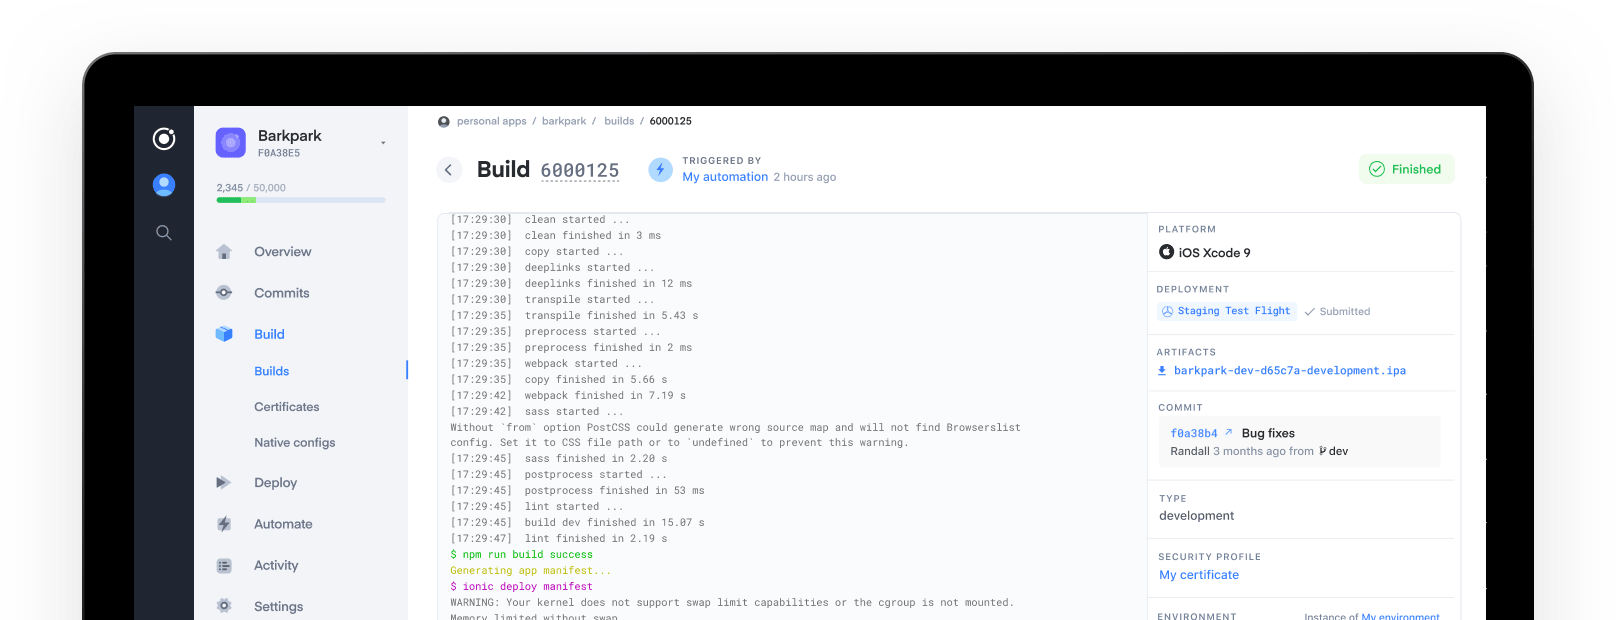 Barkpark
F0A38E5
2,345 / 50,000
Overview
Commits
Build
Builds
Certificates
Native configs
Deploy
Automate
Activity
Settings
personal apps / barkpark / builds / 6000125
Build 6000125
TRIGGERED BY
My automation 2 hours ago
Finished
[17:29:30] clean started ...
[17:29:30] clean finished in 3 ms
[17:29:30] copy started ...
[17:29:30] deeplinks started ...
[17:29:30] deeplinks finished in 12 ms
[17:29:30] transpile started ...
[17:29:35] transpile finished in 5.43 s
[17:29:35] preprocess started ...
[17:29:35] preprocess finished in 2 ms
[17:29:35] webpack started ...
[17:29:35] copy finished in 5.66 s
[17:29:42] webpack finished in 7.19 s
[17:29:42] sass started ...
Without `from` option PostCSS could generate wrong source map and will not find Browserslist
config. Set it to CSS file path or to `undefined` to prevent this warning.
[17:29:45] sass finished in 2.20 s
[17:29:45] postprocess started ...
[17:29:45] postprocess finished in 53 ms
[17:29:45] lint started ...
[17:29:45] build dev finished in 15.07 s
[17:29:47] lint finished in 2.19 s
$ npm run build success
Generating app manifest...
$ ionic deploy manifest
WARNING: Your kernel does not support swap limit capabilities or the cgroup is not mounted.
Memory limited without swap
PLATFORM
iOS Xcode 9
DEPLOYMENT
Staging Test Flight Submitted
ARTIFACTS
barkpark-dev-d65c7a-development.ipa
COMMIT
f0a38b4 Bug fixes
Randall 3 months ago from dev
TYPE
development
SECURITY PROFILE
My certificate
ENVIRONMENT Instance of My environment